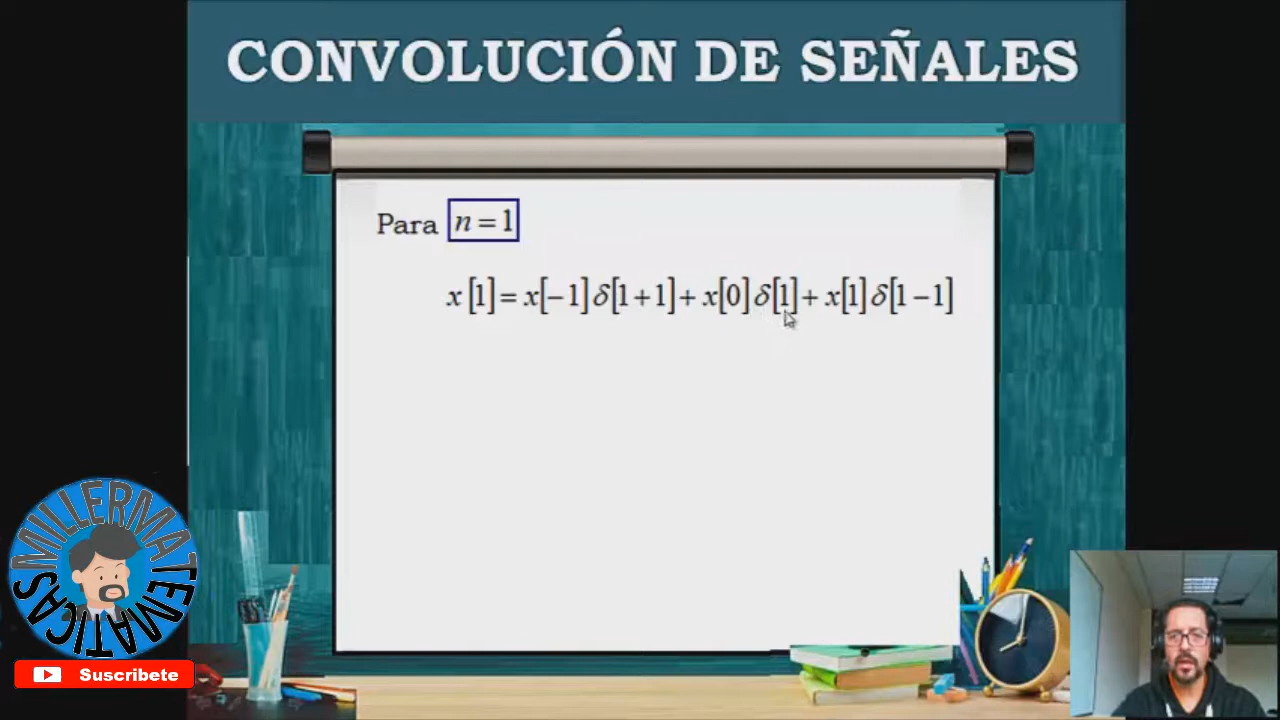 CONVOLUCIÓN DE SEÑALES
Para n = 1
x [1] = x[−1] δ[1 + 1] + x[0] δ[1] + x[1] δ[1 − 1]
MILLERMATEMATICAS
Suscribete